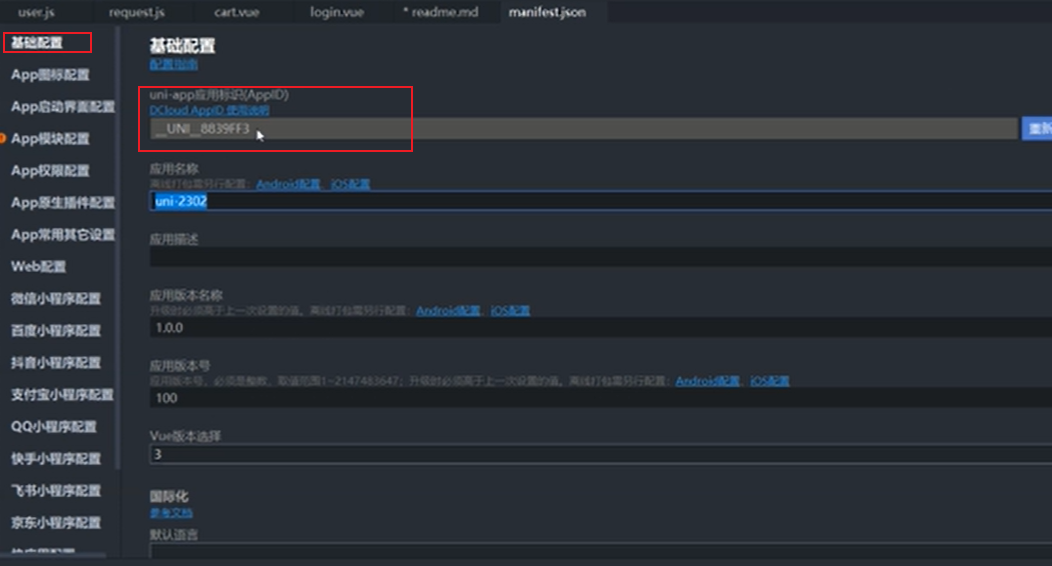 user.js
request.js
cart.vue
login.vue
* readme.md
manifest.json
基础配置
App图标配置
App启动界面配置
App模块配置
App权限配置
App原生插件配置
App常用其它设置
Web配置
微信小程序配置
百度小程序配置
抖音小程序配置
支付宝小程序配置
QQ小程序配置
快手小程序配置
飞书小程序配置
京东小程序配置
基础配置
配置指南
uni-app应用标识(AppID)
DCloud AppID 使用说明
__UNI__8839FF3
重新
应用名称
离线打包需另行配置：Android配置、iOS配置
uni-2302
应用描述
应用版本名称
升级时必须高于上一次设置的值。离线打包需另行配置：Android配置、iOS配置
1.0.0
应用版本号
应用版本号，必须是整数，取值范围1~2147483647；升级时必须高于上一次设置的值。离线打包需另行配置：Android配置、iOS配置
100
Vue版本选择
3
国际化
参考文档
默认语言